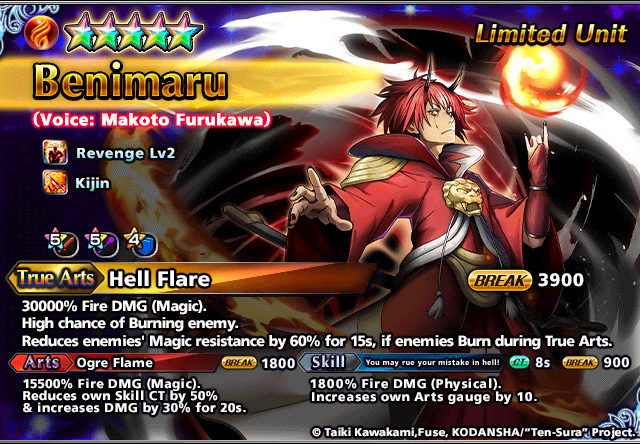 Limited Unit
Benimaru
(Voice: Makoto Furukawa)
Revenge Lv2
Kijin
5 5 4
True Arts Hell Flare BREAK 3900
30000% Fire DMG (Magic).
High chance of Burning enemy.
Reduces enemies' Magic resistance by 60% for 15s, if enemies Burn during True Arts.
Arts Ogre Flame BREAK 1800
15500% Fire DMG (Magic).
Reduces own Skill CT by 50%
& increases DMG by 30% for 20s.
Skill You may rue your mistake in hell! CT 8s BREAK 900
1800% Fire DMG (Physical).
Increases own Arts gauge by 10.
© Taiki Kawakami,Fuse, KODANSHA/"Ten-Sura" Project.